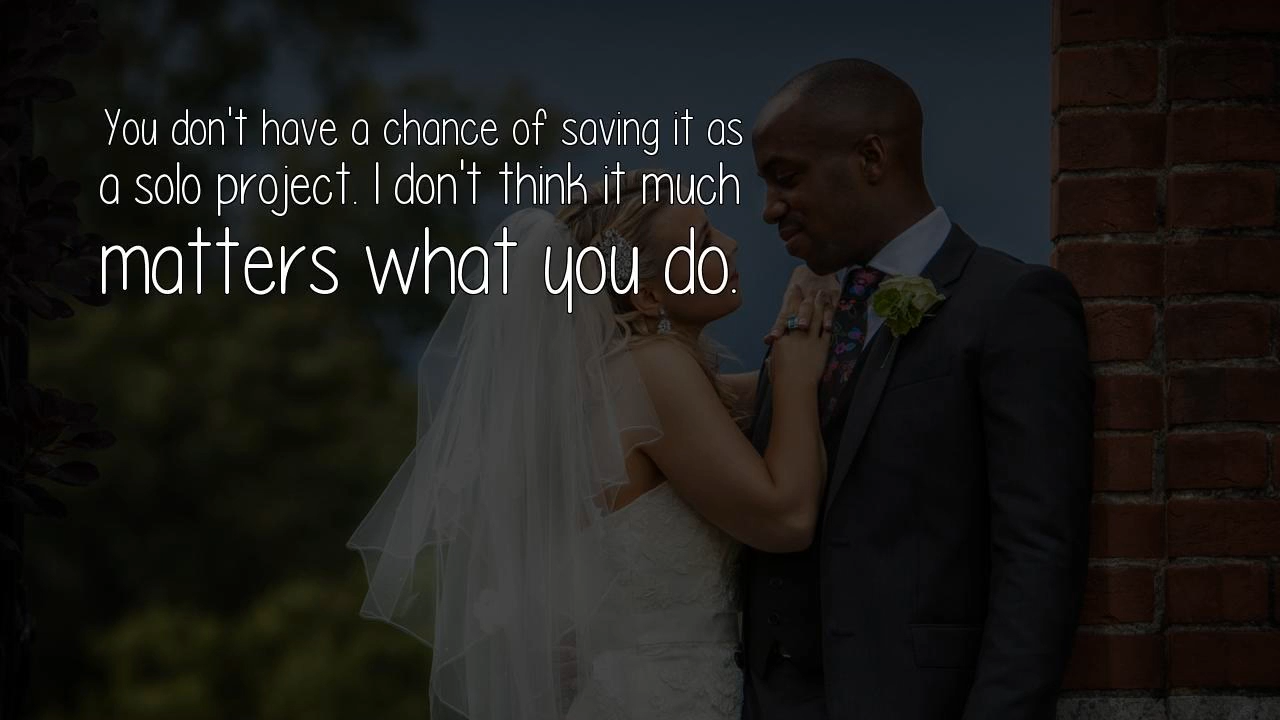 You don't have a chance of saving it as
a solo project. I don't think it much
matters what you do.